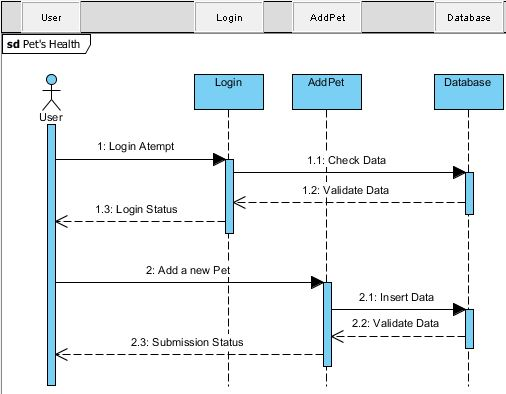 User Login AddPet Database
sd Pet's Health
Login AddPet Database
User
1: Login Atempt
1.1: Check Data
1.2: Validate Data
1.3: Login Status
2: Add a new Pet
2.1: Insert Data
2.2: Validate Data
2.3: Submission Status